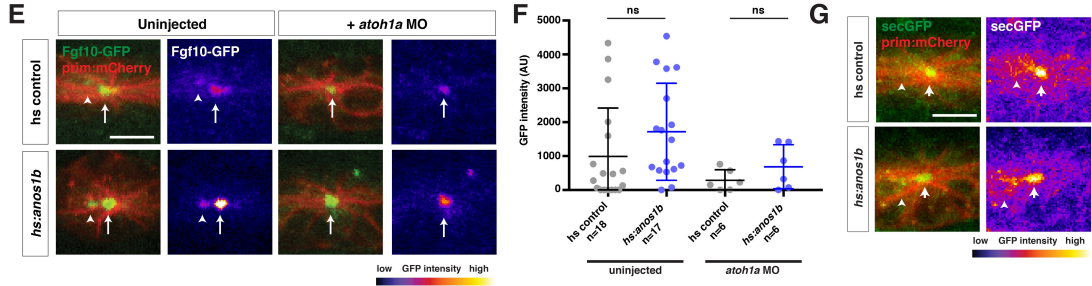 E
Uninjected
+ atoh1a MO
hs control
hs:anos1b
Fgf10-GFP
prim:mCherry
Fgf10-GFP
low GFP intensity high
F
GFP intensity (AU)
5000
4000
3000
2000
1000
0
ns
ns
hs control
n=18
hs:anos1b
n=17
hs control
n=6
hs:anos1b
n=6
uninjected
atoh1a MO
G
hs control
hs:anos1b
secGFP
prim:mCherry
secGFP
low GFP intensity high